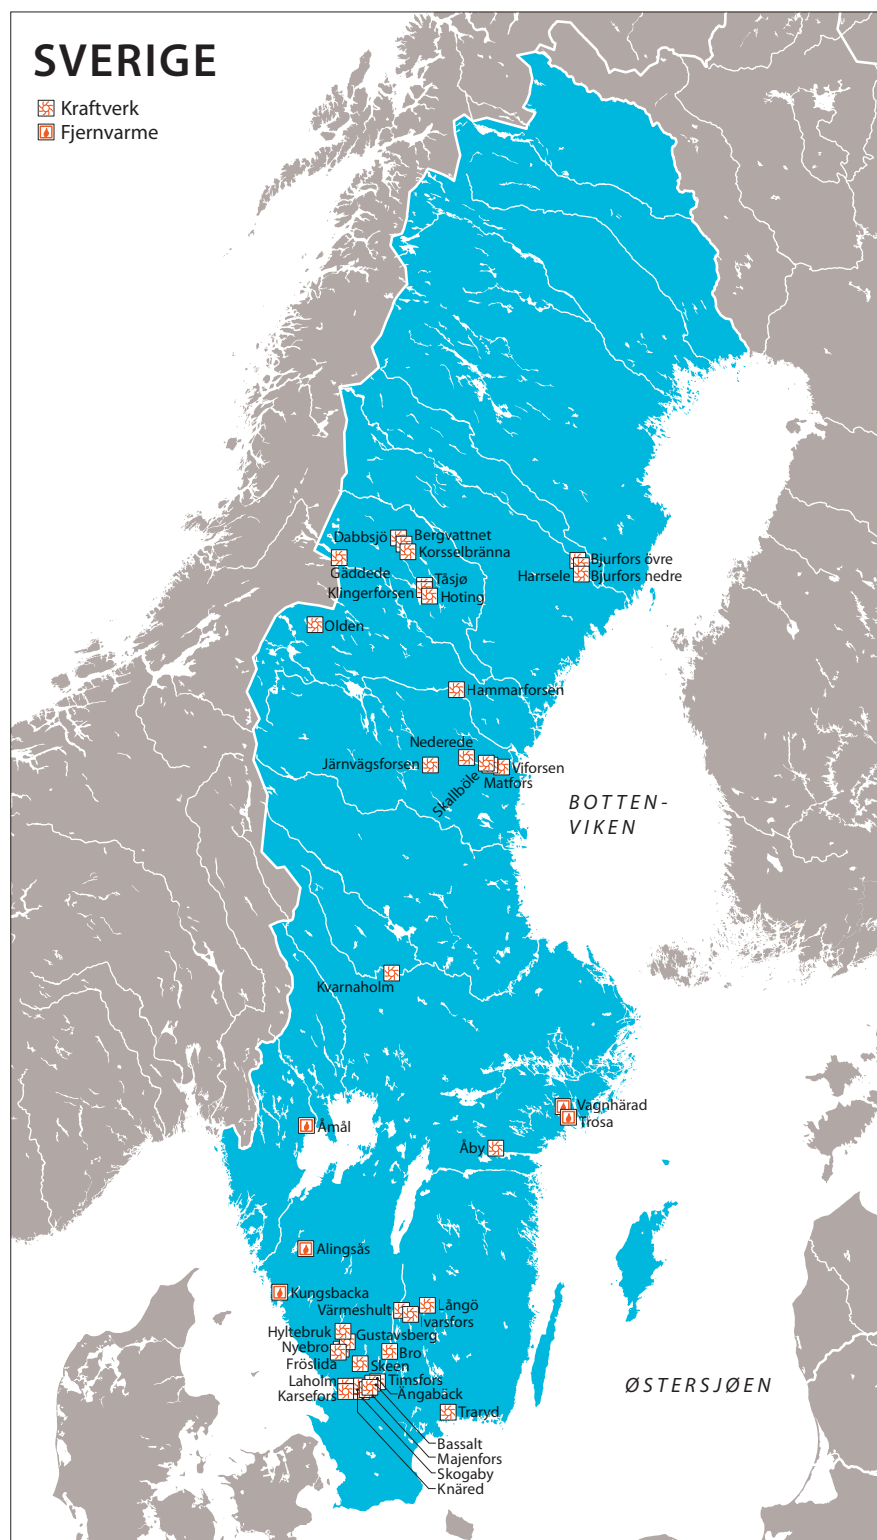 SVERIGE
Kraftverk
Fjernvarme
Dabbsjö
Bergvattnet
Korsselbränna
Gäddede
Bjurfors övre
Harrsele
Bjurfors nedre
Tåsjø
Klingerforsen
Hoting
Olden
Hammarforsen
Nederede
Järnvägsforsen
Viforsen
Matfors
Skallböle
BOTTEN-
VIKEN
Kvarnaholm
Vagnhärad
Trosa
Åmål
Åby
Alingsås
Kungsbacka
Värmeshult
Långö
Ivarsfors
Hyltebruk
Gustavsberg
Nyebro
Bro
Fröslida
Skeen
Laholm
Timsfors
Karsefors
Ängabäck
ØSTERSJØEN
Traryd
Bassalt
Majenfors
Skogaby
Knäred